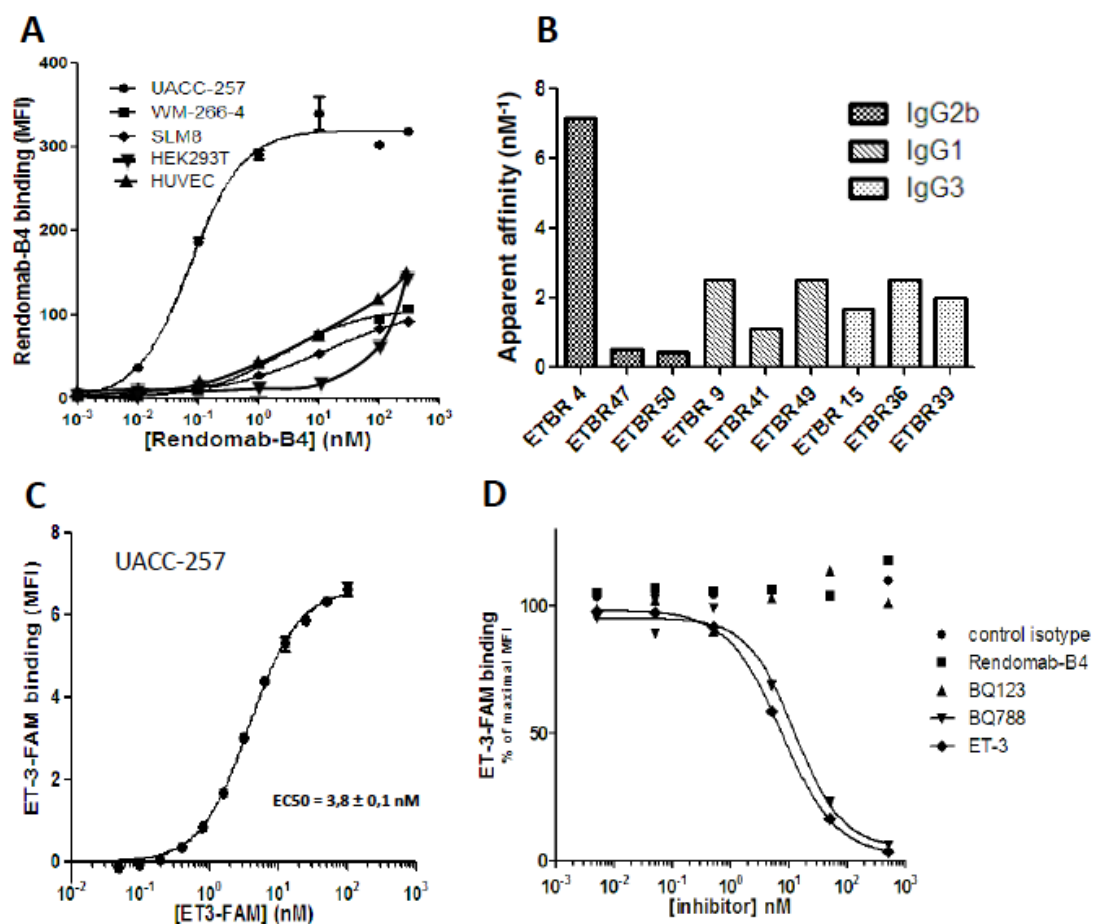 A
Rendomab-B4 binding (MFI)
400
300
200
100
0
UACC-257
WM-266-4
SLM8
HEK293T
HUVEC
10⁻³ 10⁻² 10⁻¹ 10⁰ 10¹ 10² 10³
[Rendomab-B4] (nM)
B
Apparent affinity (nM⁻¹)
8
6
4
2
0
IgG2b
IgG1
IgG3
ETBR 4
ETBR47
ETBR50
ETBR 9
ETBR41
ETBR49
ETBR 15
ETBR36
ETBR39
C
ET-3-FAM binding (MFI)
8
6
4
2
0
UACC-257
EC50 = 3,8 ± 0,1 nM
10⁻² 10⁻¹ 10⁰ 10¹ 10² 10³
[ET3-FAM] (nM)
D
ET-3-FAM binding
% of maximal MFI
100
50
0
control isotype
Rendomab-B4
BQ123
BQ788
ET-3
10⁻³ 10⁻² 10⁻¹ 10⁰ 10¹ 10² 10³
[inhibitor] nM